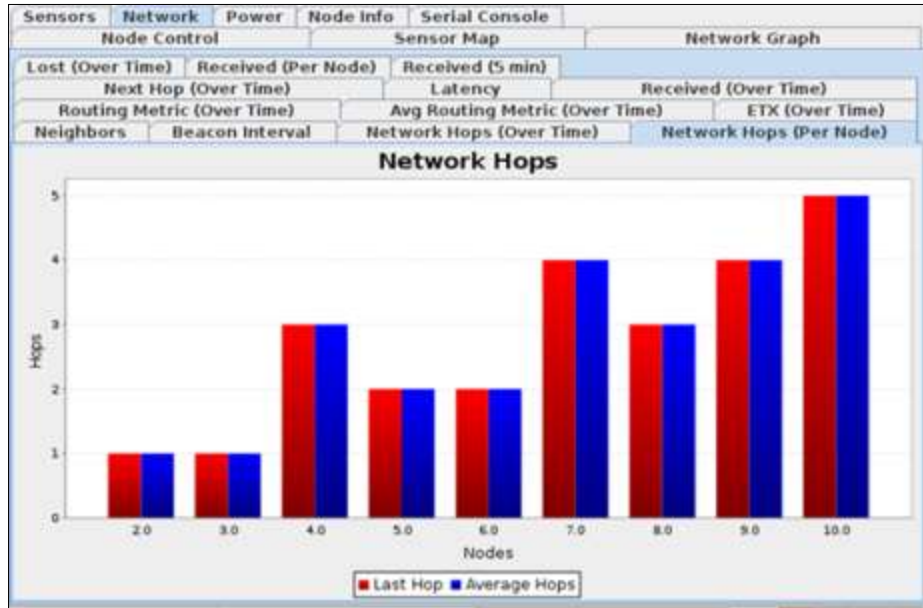 Sensors Network Power Node Info Serial Console
Node Control Sensor Map Network Graph
Lost (Over Time) Received (Per Node) Received (5 min)
Next Hop (Over Time) Latency Received (Over Time)
Routing Metric (Over Time) Avg Routing Metric (Over Time) ETX (Over Time)
Neighbors Beacon Interval Network Hops (Over Time) Network Hops (Per Node)
Network Hops
5
4
3
2
1
0
Hops
2.0 3.0 4.0 5.0 6.0 7.0 8.0 9.0 10.0
Nodes
Last Hop Average Hops